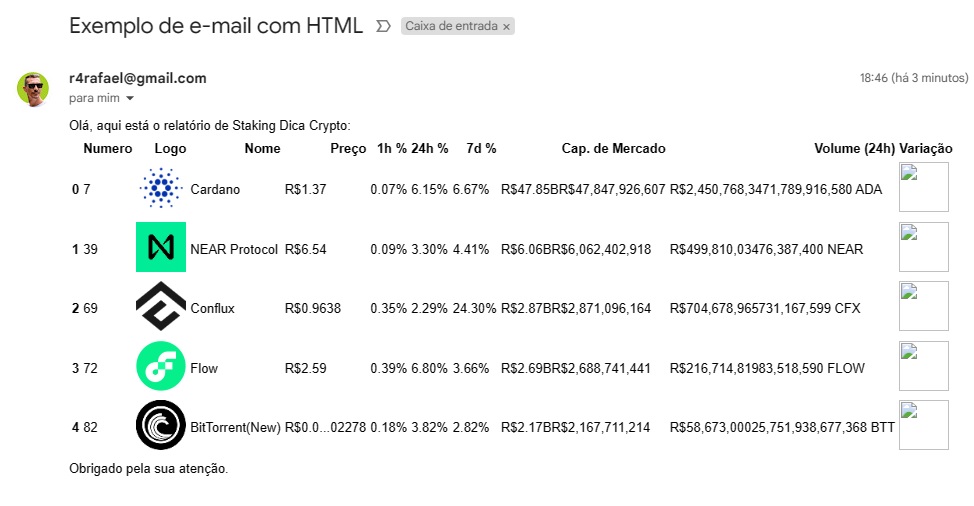 Exemplo de e-mail com HTML Caixa de entrada ×
r4rafael@gmail.com 18:46 (há 3 minutos)
para mim
Olá, aqui está o relatório de Staking Dica Crypto:
Numero Logo Nome Preço 1h % 24h % 7d % Cap. de Mercado Volume (24h) Variação
0 7 Cardano R$1.37 0.07% 6.15% 6.67% R$47.85BR$47,847,926,607 R$2,450,768,3471,789,916,580 ADA
1 39 NEAR Protocol R$6.54 0.09% 3.30% 4.41% R$6.06BR$6,062,402,918 R$499,810,03476,387,400 NEAR
2 69 Conflux R$0.9638 0.35% 2.29% 24.30% R$2.87BR$2,871,096,164 R$704,678,965731,167,599 CFX
3 72 Flow R$2.59 0.39% 6.80% 3.66% R$2.69BR$2,688,741,441 R$216,714,81983,518,590 FLOW
4 82 BitTorrent(New) R$0.0...02278 0.18% 3.82% 2.82% R$2.17BR$2,167,711,214 R$58,673,00025,751,938,677,368 BTT
Obrigado pela sua atenção.